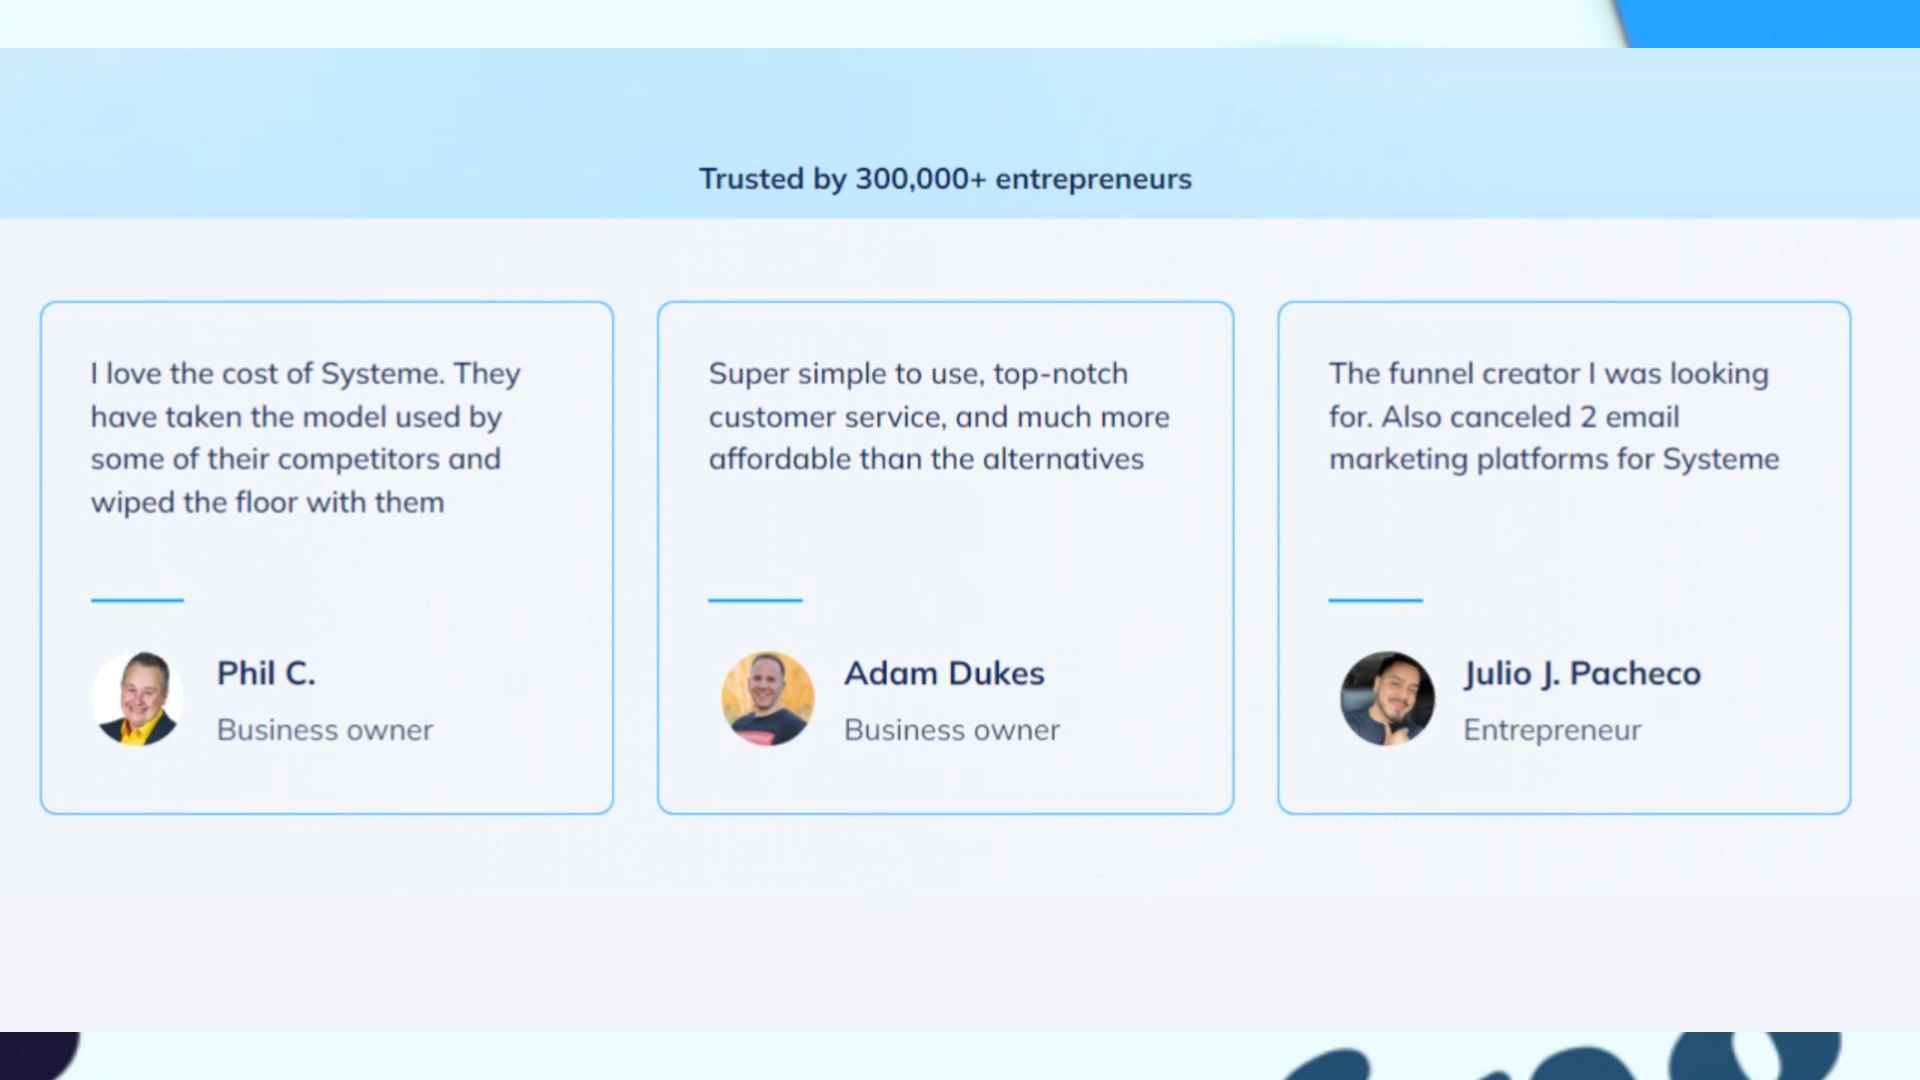 Trusted by 300,000+ entrepreneurs
I love the cost of Systeme. They
have taken the model used by
some of their competitors and
wiped the floor with them
Phil C.
Business owner
Super simple to use, top-notch
customer service, and much more
affordable than the alternatives
Adam Dukes
Business owner
The funnel creator I was looking
for. Also canceled 2 email
marketing platforms for Systeme
Julio J. Pacheco
Entrepreneur